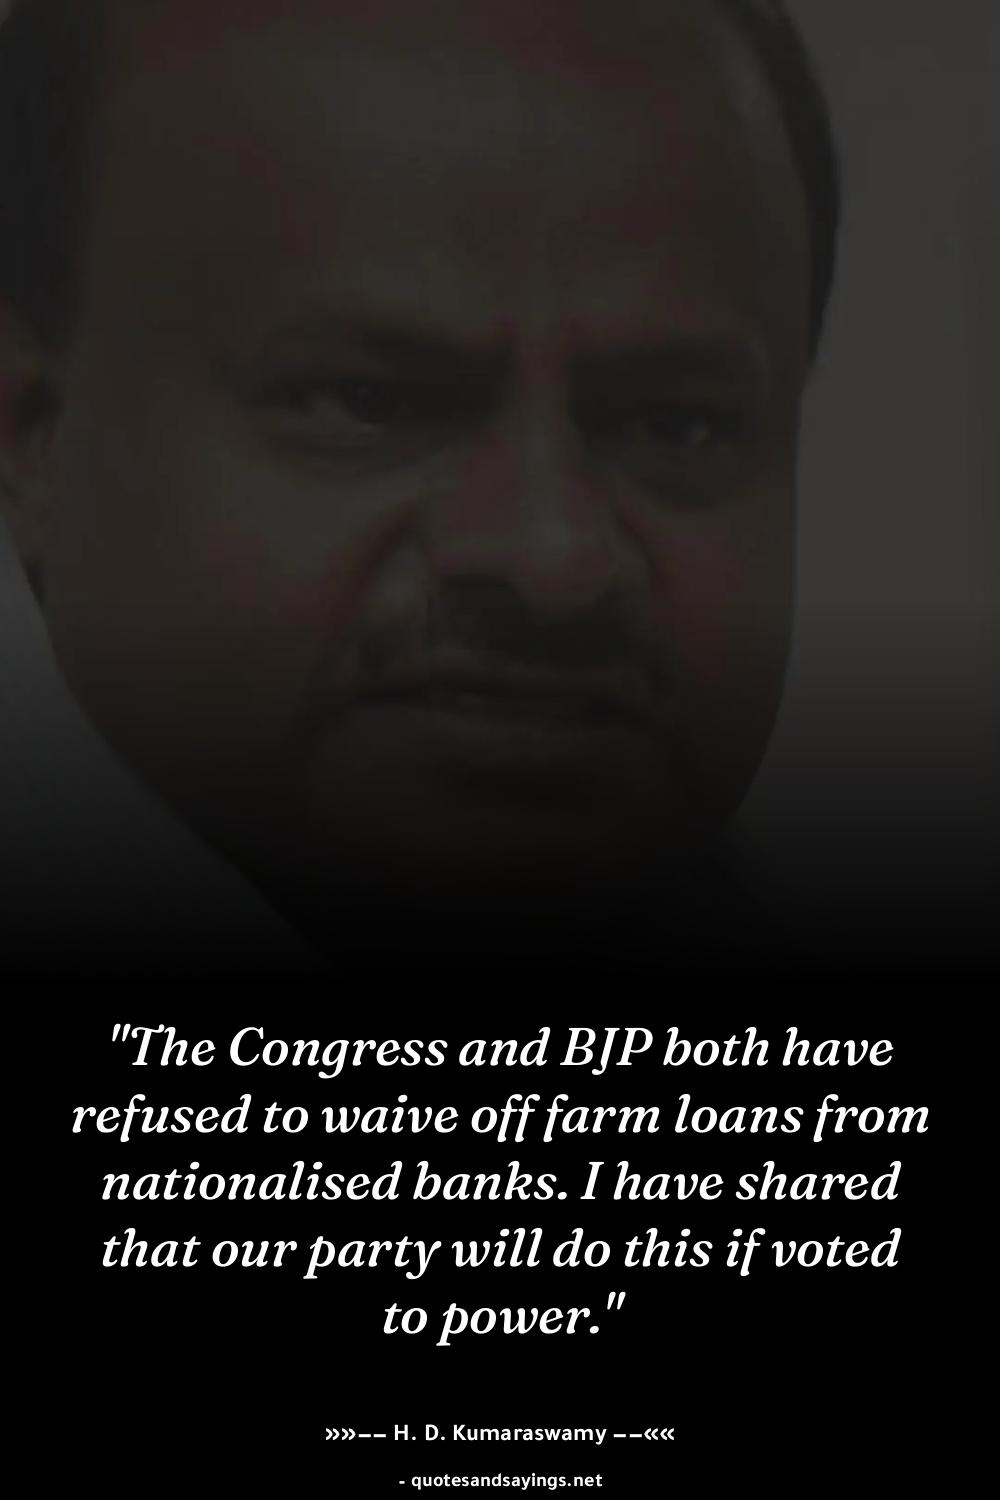 "The Congress and BJP both have
refused to waive off farm loans from
nationalised banks. I have shared
that our party will do this if voted
to power."
»»-- H. D. Kumaraswamy --««
- quotesandsayings.net